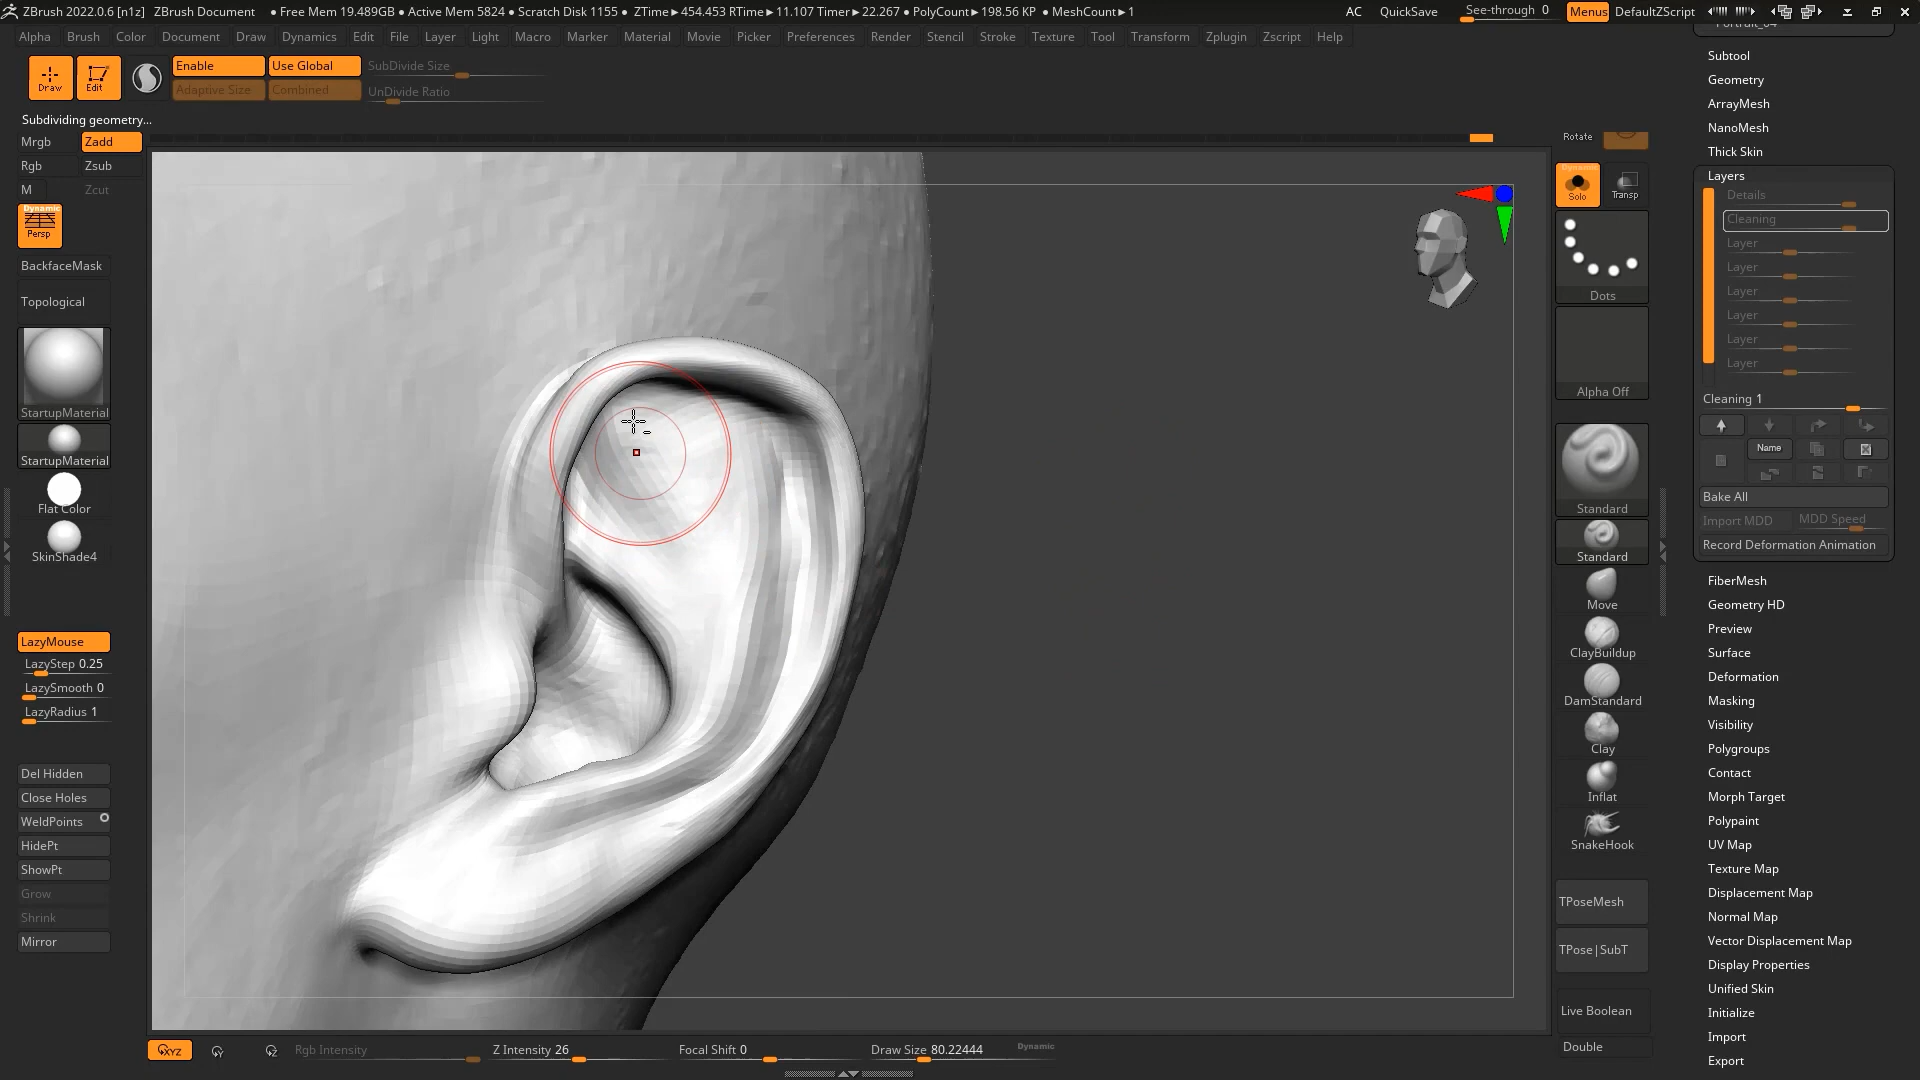 ZBrush 2022.0.6 [n1z] ZBrush Document ● Free Mem 19.489GB ● Active Mem 5824 ● Scratch Disk 1155 ● ZTime►454.453 RTime►11.107 Timer►22.267 ● PolyCount►198.56 KP ● MeshCount►1 AC QuickSave See-through 0 Menus DefaultZScript
Alpha Brush Color Document Draw Dynamics Edit File Layer Light Macro Marker Material Movie Picker Preferences Render Stencil Stroke Texture Tool Transform Zplugin Zscript Help
Draw Edit Enable Use Global SubDivide Size
Adaptive Size Combined UnDivide Ratio
Subdividing geometry...
Mrgb Zadd
Rgb Zsub
M Zcut
Dynamic
Persp
BackfaceMask
Topological
StartupMaterial
StartupMaterial
Flat Color
SkinShade4
LazyMouse
LazyStep 0.25
LazySmooth 0
LazyRadius 1
Del Hidden
Close Holes
WeldPoints
HidePt
ShowPt
Grow
Shrink
Mirror
XYZ Y Z Rgb Intensity Z Intensity 26 Focal Shift 0 Draw Size 80.22444 Dynamic
Rotate
Dynamic
Solo Transp
Dots
Alpha Off
Standard
Standard
Move
ClayBuildup
DamStandard
Clay
Inflat
SnakeHook
TPoseMesh
TPose|SubT
Live Boolean
Double
Subtool
Geometry
ArrayMesh
NanoMesh
Thick Skin
Layers
Details
Cleaning
Layer
Layer
Layer
Layer
Layer
Layer
Cleaning 1
Name
Bake All
Import MDD MDD Speed
Record Deformation Animation
FiberMesh
Geometry HD
Preview
Surface
Deformation
Masking
Visibility
Polygroups
Contact
Morph Target
Polypaint
UV Map
Texture Map
Displacement Map
Normal Map
Vector Displacement Map
Display Properties
Unified Skin
Initialize
Import
Export